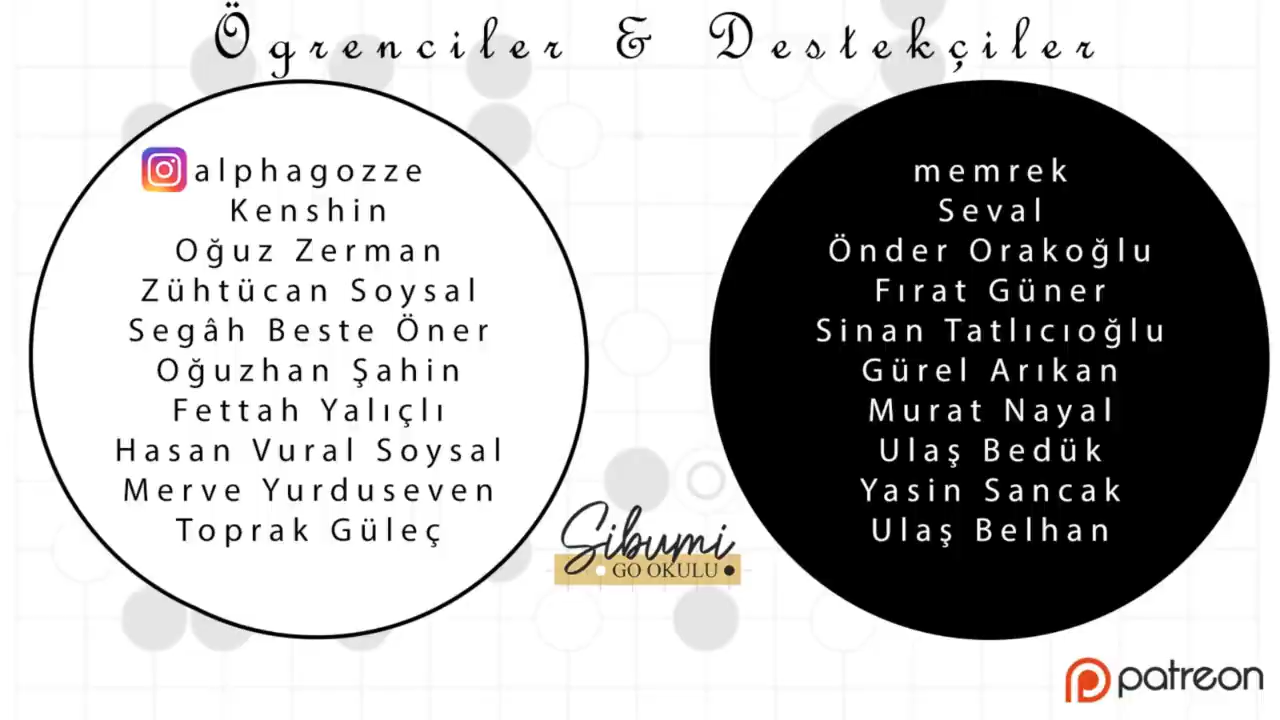 Ögrenciler & Destekçiler
alphagozze
Kenshin
Oğuz Zerman
Zühtücan Soysal
Segâh Beste Öner
Oğuzhan Şahin
Fettah Yalıçlı
Hasan Vural Soysal
Merve Yurduseven
Toprak Güleç
memrek
Seval
Önder Orakoğlu
Fırat Güner
Sinan Tatlıcıoğlu
Gürel Arıkan
Murat Nayal
Ulaş Bedük
Yasin Sancak
Ulaş Belhan
Sibumi
GO OKULU
patreon